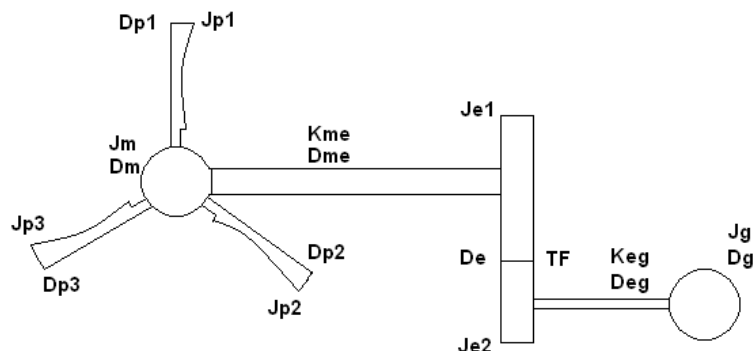 Dp1 Jp1
Je1
Kme
Dme
Jm
Dm
Jp3
Dp3
Dp2
Jp2
De TF
Keg
Deg
Jg
Dg
Je2